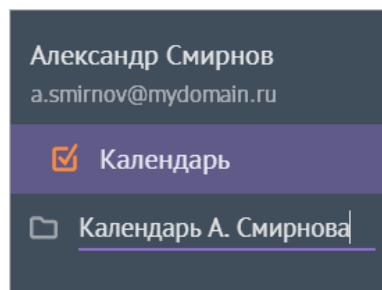 Александр Смирнов
a.smirnov@mydomain.ru
Календарь
Календарь А. Смирнова